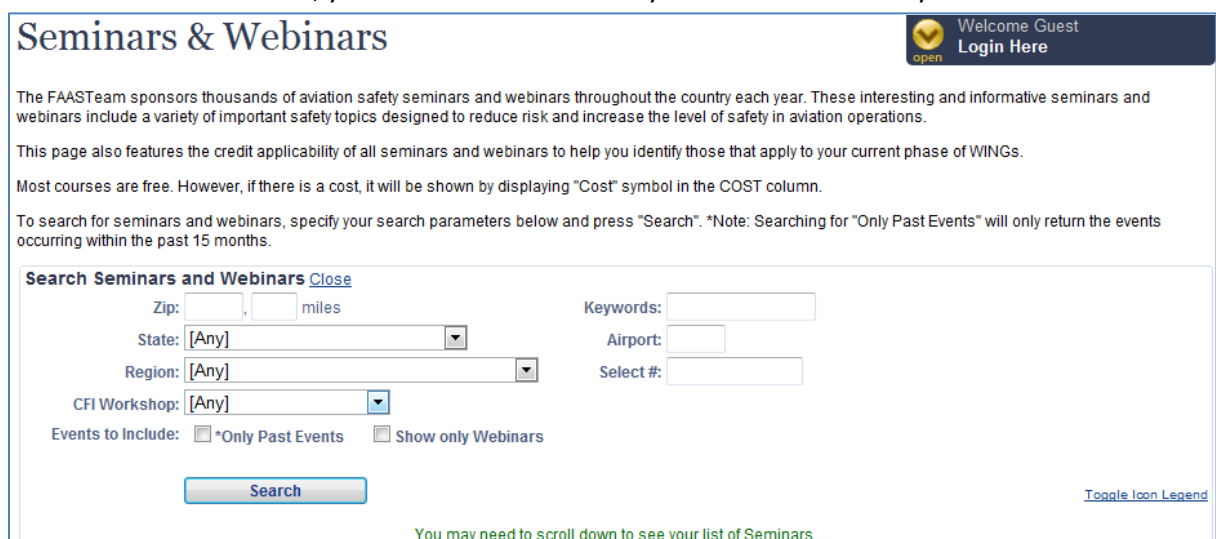 Seminars & Webinars
Welcome Guest
open Login Here
The FAASTeam sponsors thousands of aviation safety seminars and webinars throughout the country each year. These interesting and informative seminars and
webinars include a variety of important safety topics designed to reduce risk and increase the level of safety in aviation operations.
This page also features the credit applicability of all seminars and webinars to help you identify those that apply to your current phase of WINGs.
Most courses are free. However, if there is a cost, it will be shown by displaying "Cost" symbol in the COST column.
To search for seminars and webinars, specify your search parameters below and press "Search". *Note: Searching for "Only Past Events" will only return the events
occurring within the past 15 months.
Search Seminars and Webinars Close
Zip: , miles Keywords:
State: [Any] Airport:
Region: [Any] Select #:
CFI Workshop: [Any]
Events to Include: *Only Past Events Show only Webinars
Search
Toggle Icon Legend
You may need to scroll down to see your list of Seminars